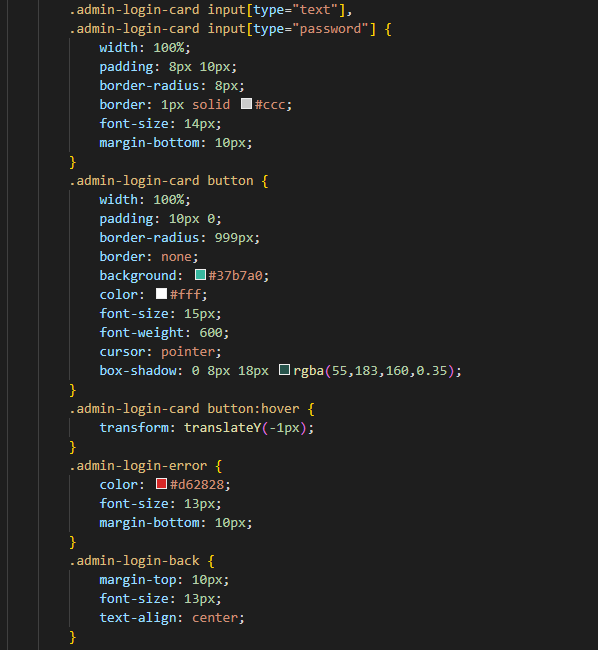 .admin-login-card input[type="text"],
.admin-login-card input[type="password"] {
    width: 100%;
    padding: 8px 10px;
    border-radius: 8px;
    border: 1px solid #ccc;
    font-size: 14px;
    margin-bottom: 10px;
}
.admin-login-card button {
    width: 100%;
    padding: 10px 0;
    border-radius: 999px;
    border: none;
    background: #37b7a0;
    color: #fff;
    font-size: 15px;
    font-weight: 600;
    cursor: pointer;
    box-shadow: 0 8px 18px rgba(55,183,160,0.35);
}
.admin-login-card button:hover {
    transform: translateY(-1px);
}
.admin-login-error {
    color: #d62828;
    font-size: 13px;
    margin-bottom: 10px;
}
.admin-login-back {
    margin-top: 10px;
    font-size: 13px;
    text-align: center;
}